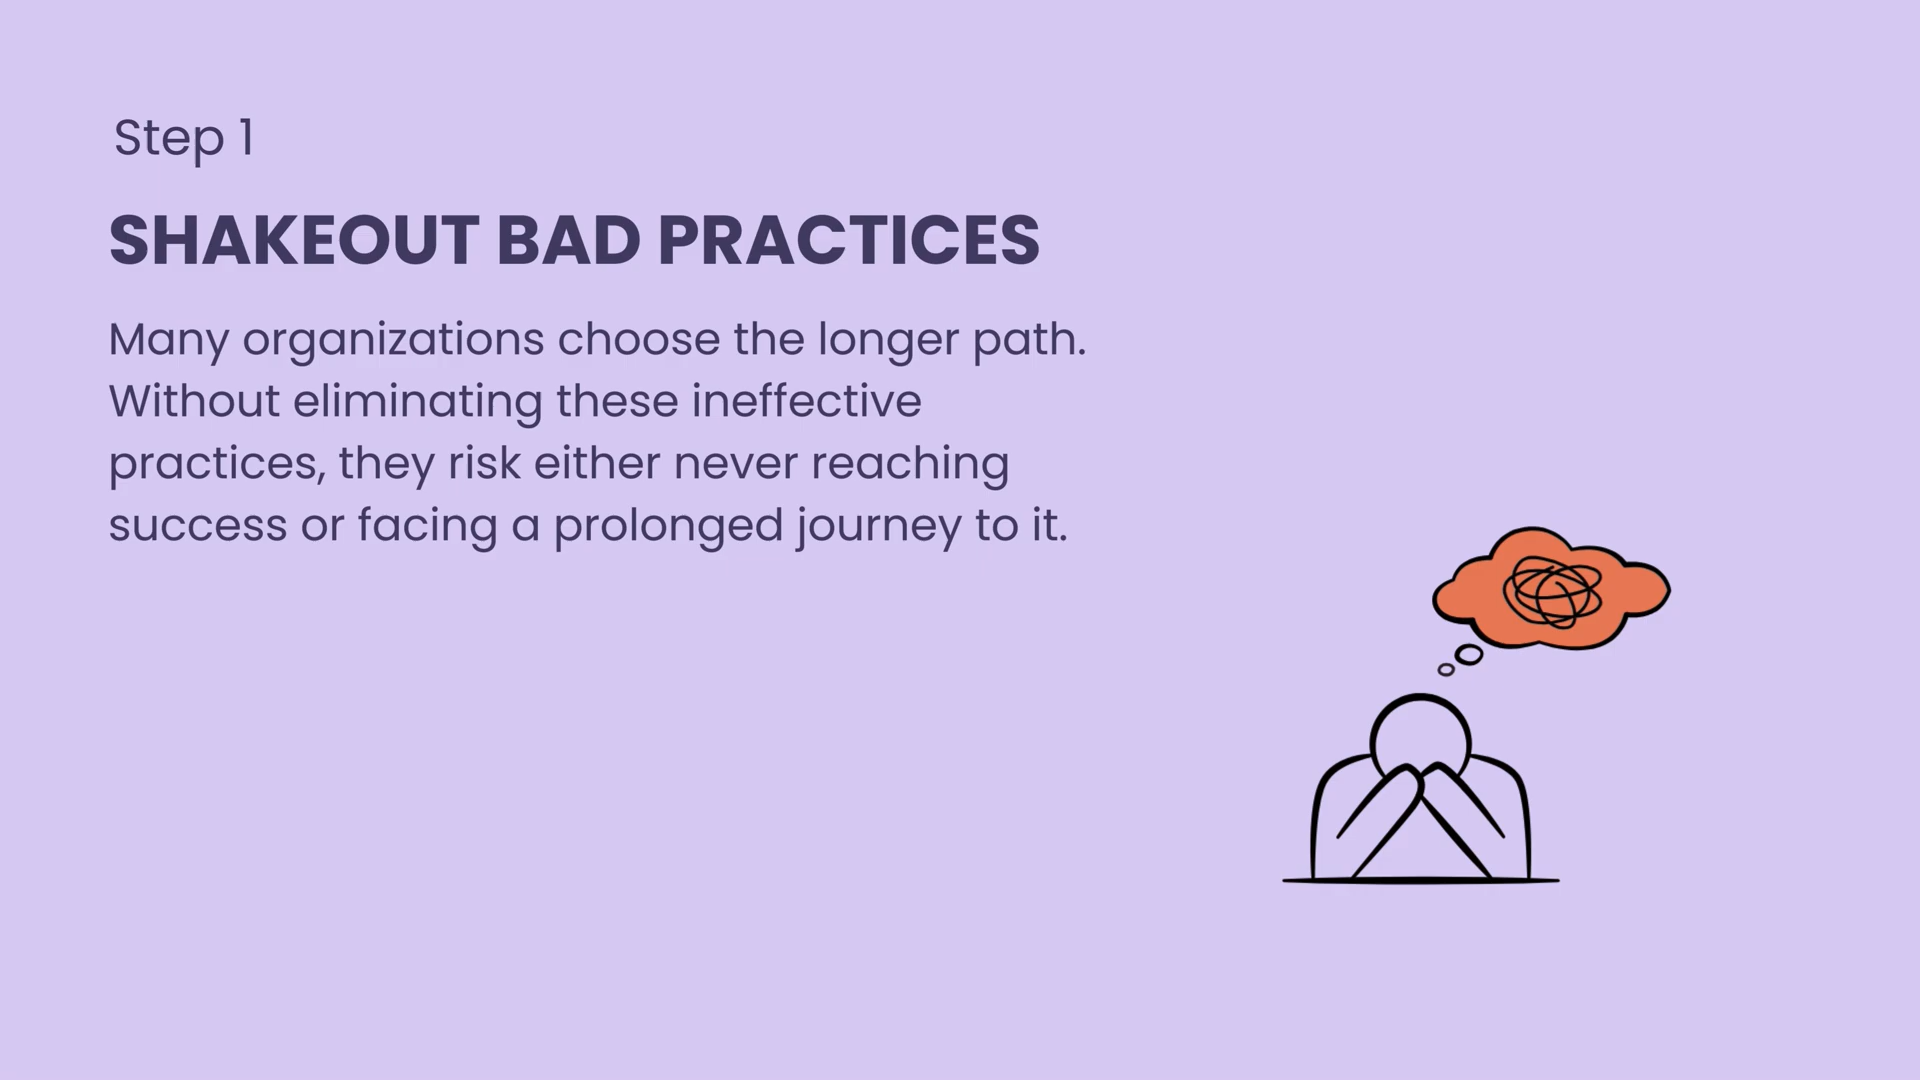 Step 1
SHAKEOUT BAD PRACTICES
Many organizations choose the longer path.
Without eliminating these ineffective
practices, they risk either never reaching
success or facing a prolonged journey to it.